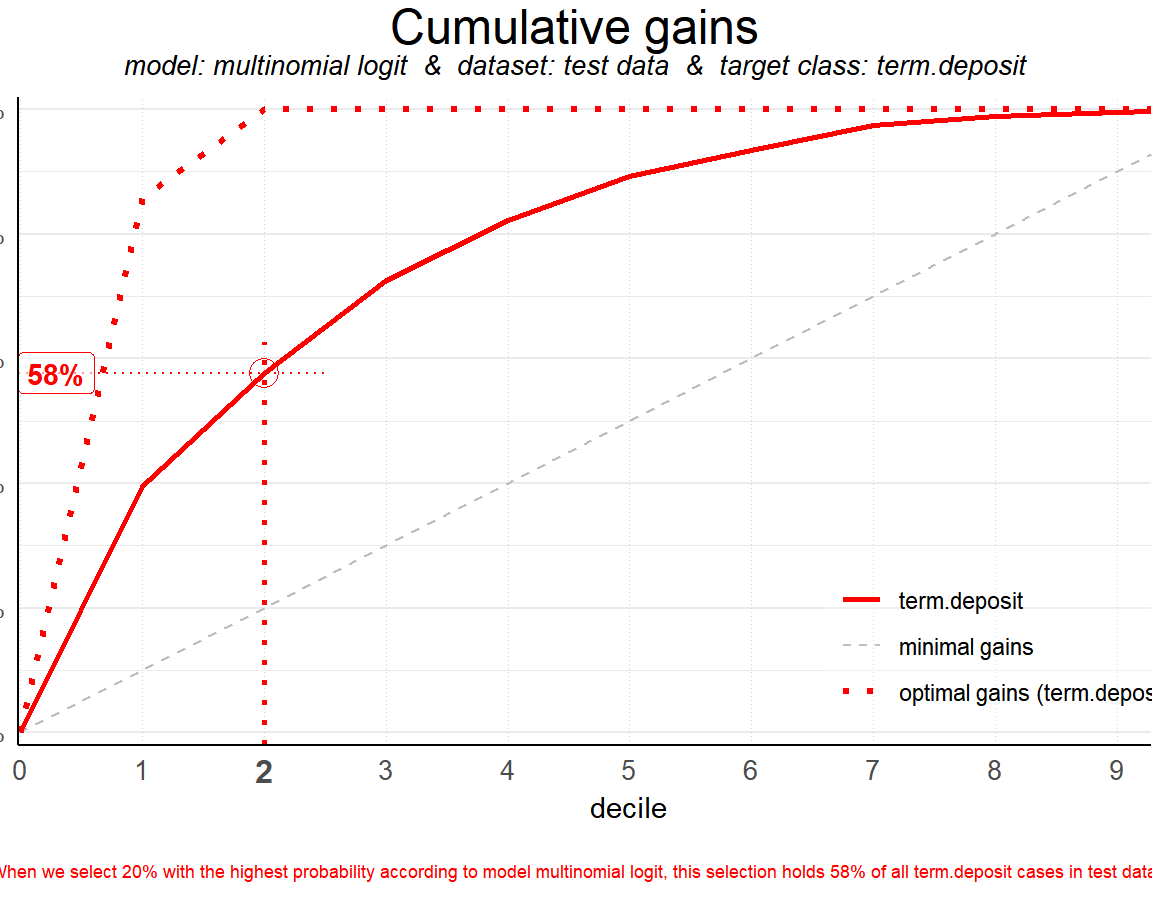 Cumulative gains
model: multinomial logit & dataset: test data & target class: term.deposit
58%
term.deposit
minimal gains
optimal gains (term.depos
0 1 2 3 4 5 6 7 8 9
decile
When we select 20% with the highest probability according to model multinomial logit, this selection holds 58% of all term.deposit cases in test data